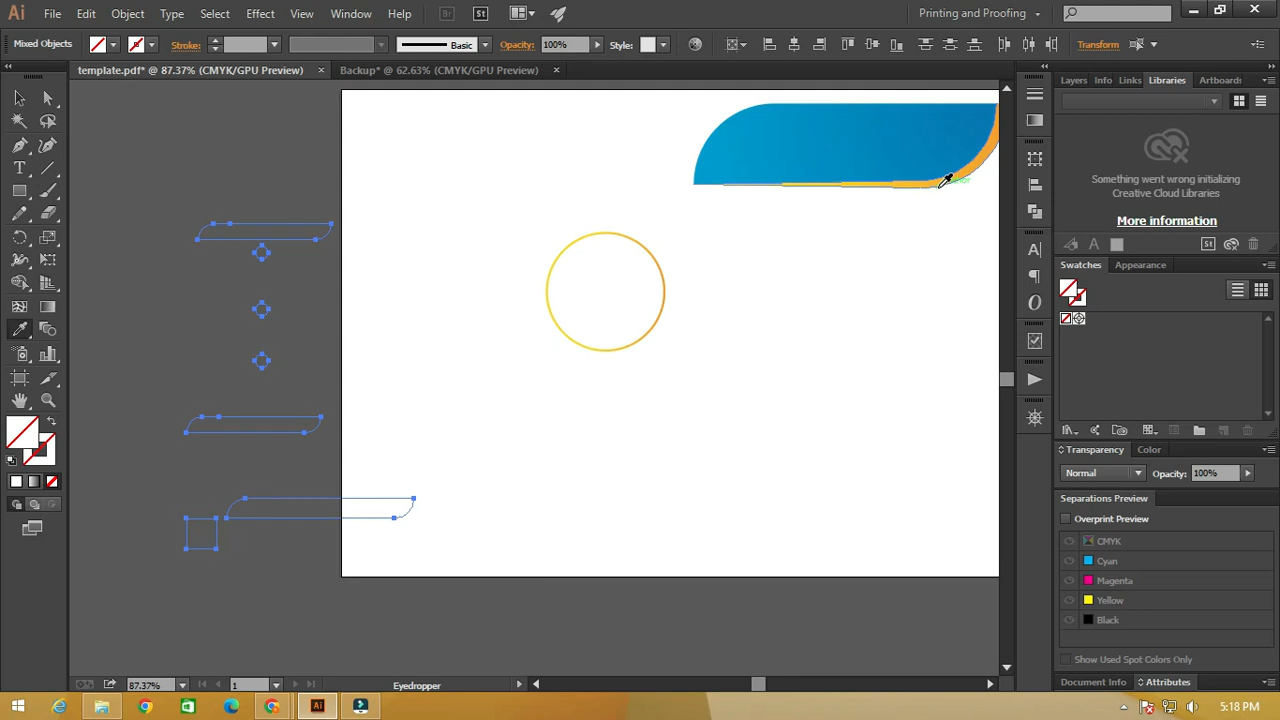 Ai File Edit Object Type Select Effect View Window Help Br St Printing and Proofing
Mixed Objects Stroke: Basic Opacity: 100% Style: Transform
template.pdf* @ 87.37% (CMYK/GPU Preview) × Backup* @ 62.63% (CMYK/GPU Preview) ×
Layers Info Links Libraries Artboards
Something went wrong initializing
Creative Cloud Libraries
More information
St
Swatches Appearance
Transparency Color
Normal Opacity: 100%
Separations Preview
Overprint Preview
CMYK
Cyan
Magenta
Yellow
Black
Show Used Spot Colors Only
Document Info Attributes
87.37% 1 Eyedropper
Ai 5:18 PM